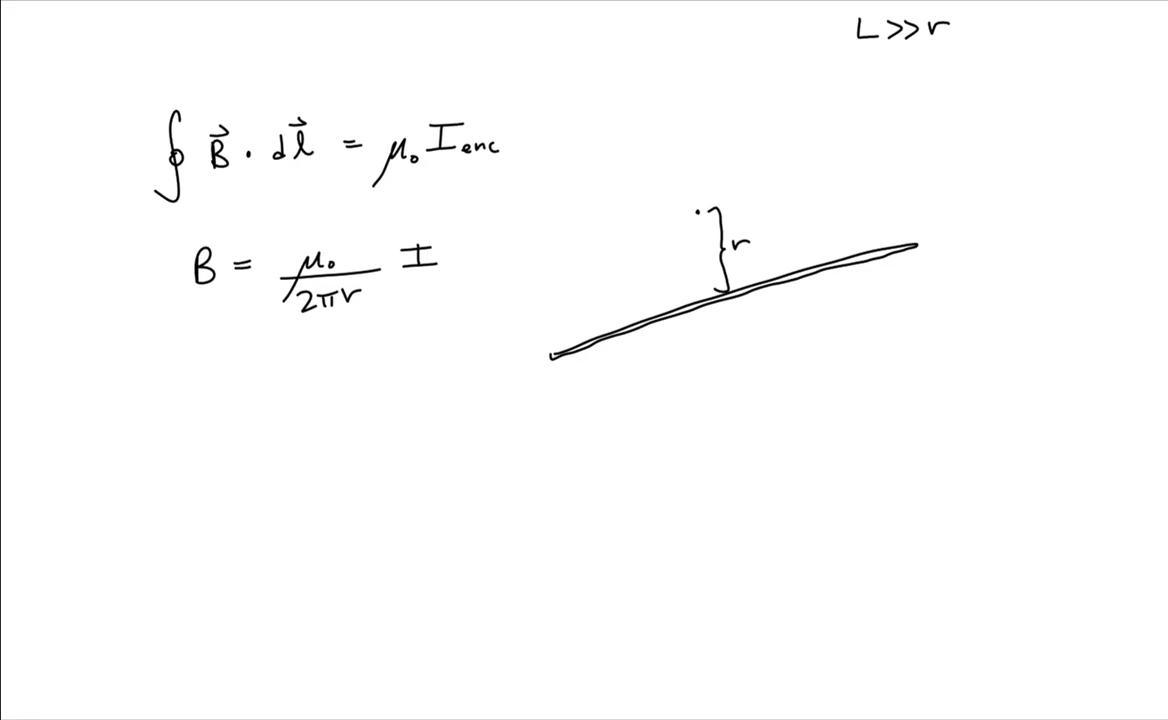 L >> r
∮ B⃗ · dl⃗ = μ₀ I_enc
B = μ₀/2πr I
r